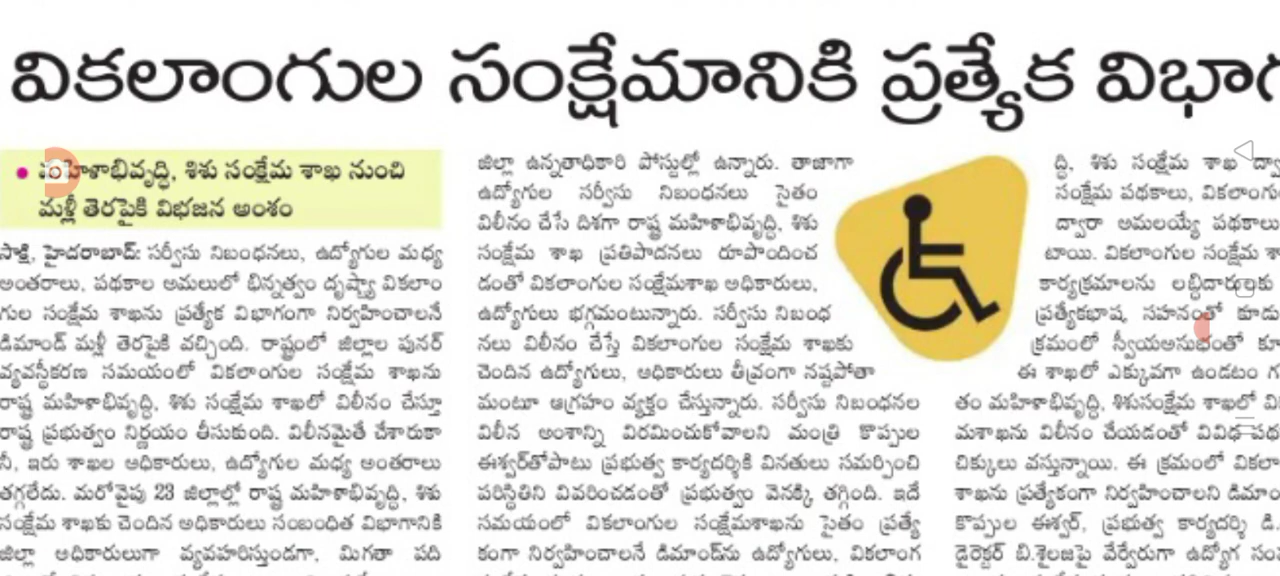 వికలాంగుల సంక్షేమానికి ప్రత్యేక
మహిళాభివృద్ధి, శిశు సంక్షేమ శాఖ నుంచి
మళ్లీ తెరపైకి విభజన అంశం
సాక్షి, హైదరాబాద్: సర్వీసు నిబంధనలు, ఉద్యోగుల మధ్య
అంతరాలు, పథకాల అమలులో భిన్నత్వం దృష్ట్యా వికలాం
గుల సంక్షేమ శాఖను ప్రత్యేక విభాగంగా నిర్వహించాలనే
డిమాండ్ మళ్లీ తెరపైకి వచ్చింది. రాష్ట్రంలో జిల్లాల పునర్
వ్యవస్థీకరణ సమయంలో వికలాంగుల సంక్షేమ శాఖను
రాష్ట్ర మహిళాభివృద్ధి, శిశు సంక్షేమ శాఖలో విలీనం చేస్తూ
రాష్ట్ర ప్రభుత్వం నిర్ణయం తీసుకుంది. విలీనమైతే చేశారుకా
నీ, ఇరు శాఖల అధికారులు, ఉద్యోగుల మధ్య అంతరాలు
తగ్గలేదు. మరోవైపు 23 జిల్లాల్లో రాష్ట్ర మహిళాభివృద్ధి, శిశు
సంక్షేమ శాఖకు చెందిన అధికారులు సంబంధిత విభాగానికి
జిల్లా అధికారులుగా వ్యవహరిస్తుండగా, మిగతా పది
జిల్లా ఉన్నతాధికారి పోస్టుల్లో ఉన్నారు. తాజాగా
ఉద్యోగుల సర్వీసు నిబంధనలు సైతం
విలీనం చేసే దిశగా రాష్ట్ర మహిళాభివృద్ధి, శిశు
సంక్షేమ శాఖ ప్రతిపాదనలు రూపొందించ
డంతో వికలాంగుల సంక్షేమశాఖ అధికారులు,
ఉద్యోగులు భగ్గమంటున్నారు. సర్వీసు నిబంధ
నలు విలీనం చేస్తే వికలాంగుల సంక్షేమ శాఖకు
చెందిన ఉద్యోగులు, అధికారులు తీవ్రంగా నష్టపోతా
మంటూ ఆగ్రహం వ్యక్తం చేస్తున్నారు. సర్వీసు నిబంధనల
విలీన అంశాన్ని విరమించుకోవాలని మంత్రి కొప్పుల
ఈశ్వర్‌తోపాటు ప్రభుత్వ కార్యదర్శికి వినతులు సమర్పించి
పరిస్థితిని వివరించడంతో ప్రభుత్వం వెనక్కి తగ్గింది. ఇదే
సమయంలో వికలాంగుల సంక్షేమశాఖను సైతం ప్రత్యే
కంగా నిర్వహించాలనే డిమాండ్‌ను ఉద్యోగులు, వికలాంగ
ద్ధి, శిశు సంక్షేమ శాఖ
సంక్షేమ పథకాలు,
ద్వారా అమలయ్యే పథకాలు
టాయి. వికలాంగుల సంక్షేమ
కార్యక్రమాలను లబ్ధిదారులకు
ప్రత్యేకభాష, సహనంతో
క్రమంలో స్వీయఅనుభంతో
ఈ శాఖలో ఎక్కువగా ఉండటం
తం మహిళాభివృద్ధి, శిశుసంక్షేమ శాఖలో
మశాఖను విలీనం చేయడంతో వివిధ
చిక్కులు వస్తున్నాయి. ఈ క్రమంలో
శాఖను ప్రత్యేకంగా నిర్వహించాలని
కొప్పుల ఈశ్వర్, ప్రభుత్వ కార్యదర్శి
డైరెక్టర్ బి.శైలజపై వేర్వేరుగా ఉద్యోగ